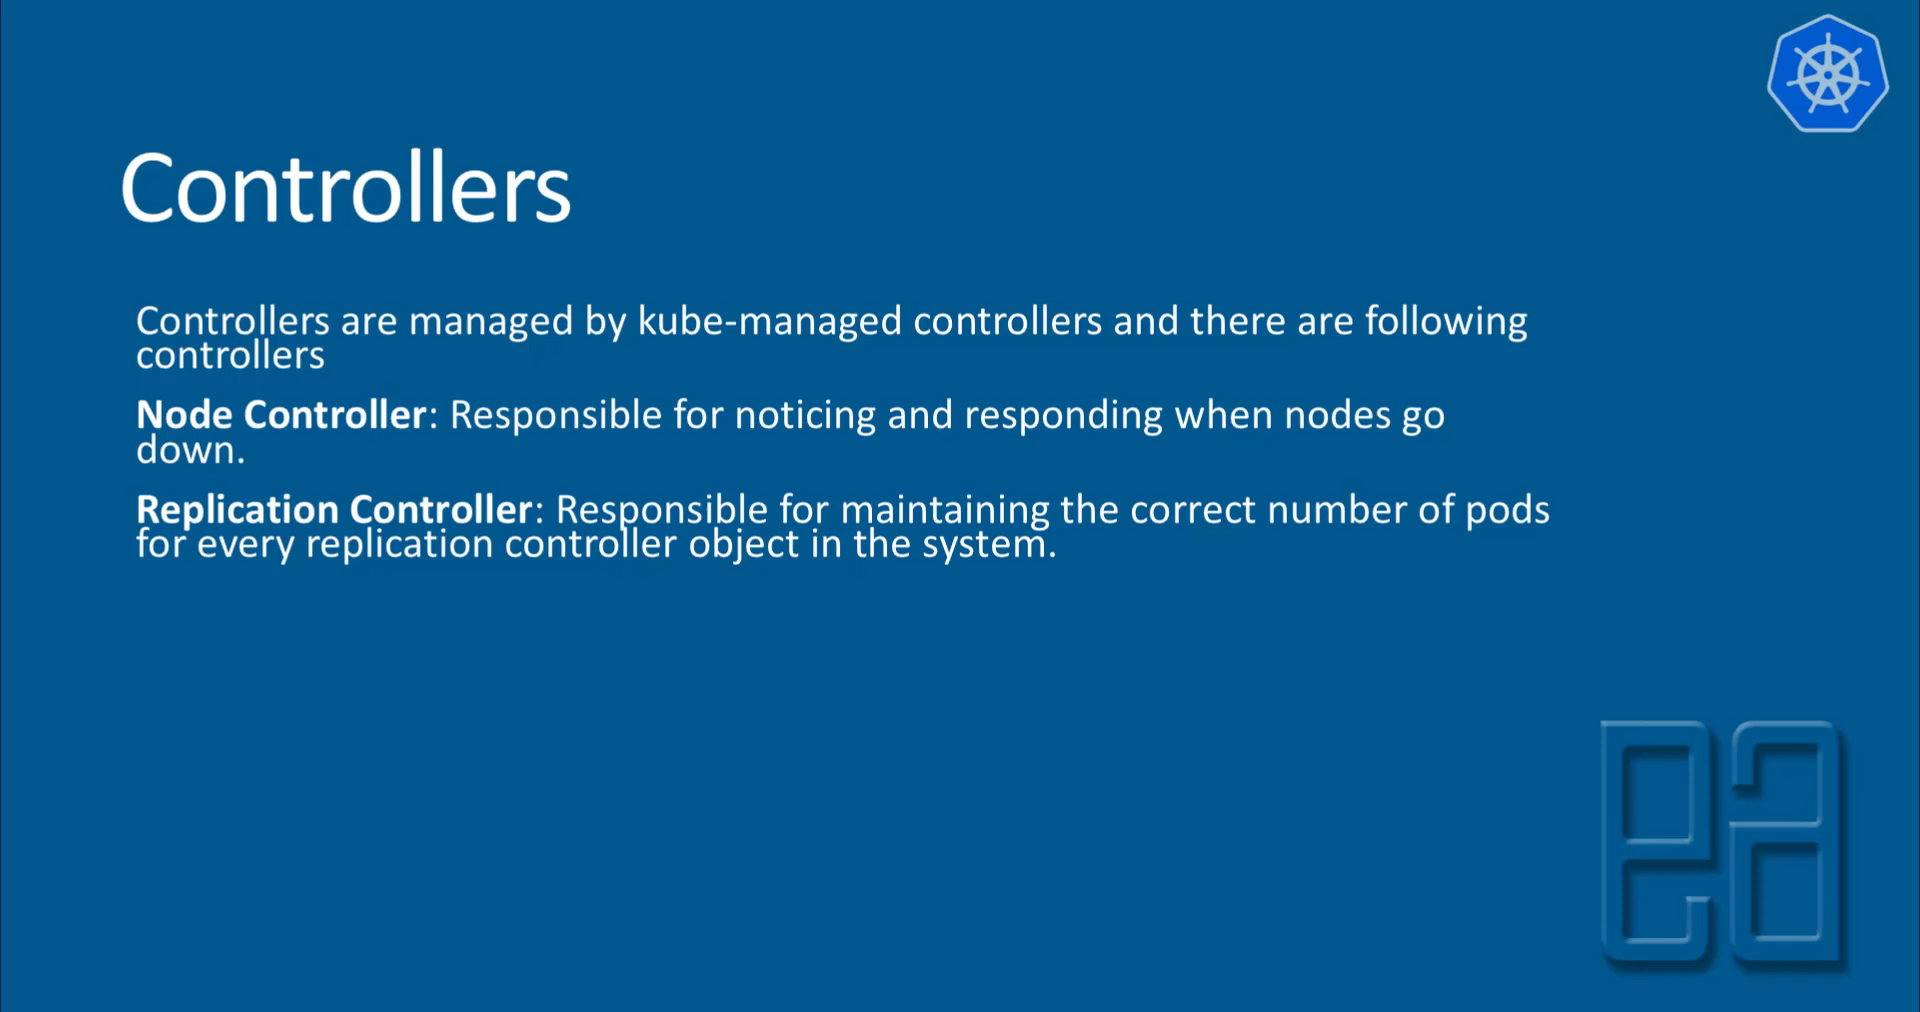 Controllers
Controllers are managed by kube-managed controllers and there are following
controllers
Node Controller: Responsible for noticing and responding when nodes go
down.
Replication Controller: Responsible for maintaining the correct number of pods
for every replication controller object in the system.
ea